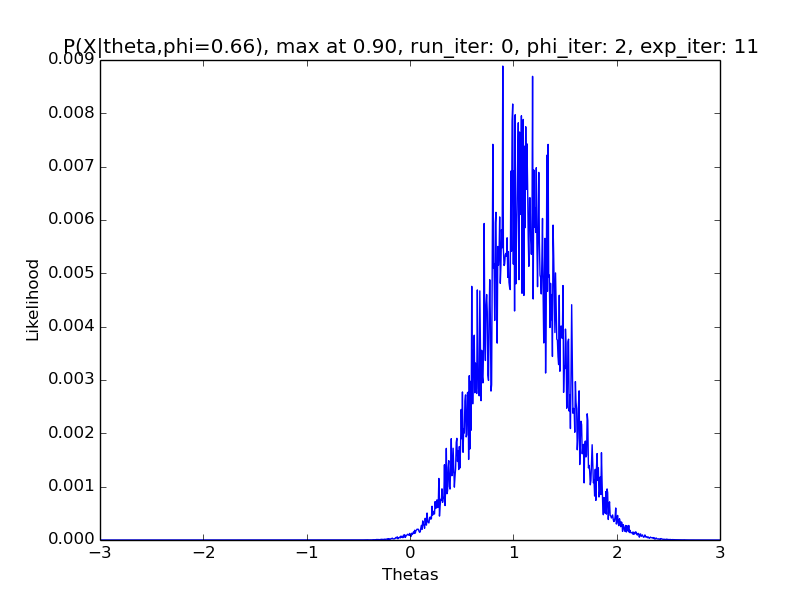 P(X|theta,phi=0.66), max at 0.90, run_iter: 0, phi_iter: 2, exp_iter: 11
0.009
0.008
0.007
0.006
0.005
0.004
0.003
0.002
0.001
0.000
Likelihood
−3 −2 −1 0 1 2 3
Thetas